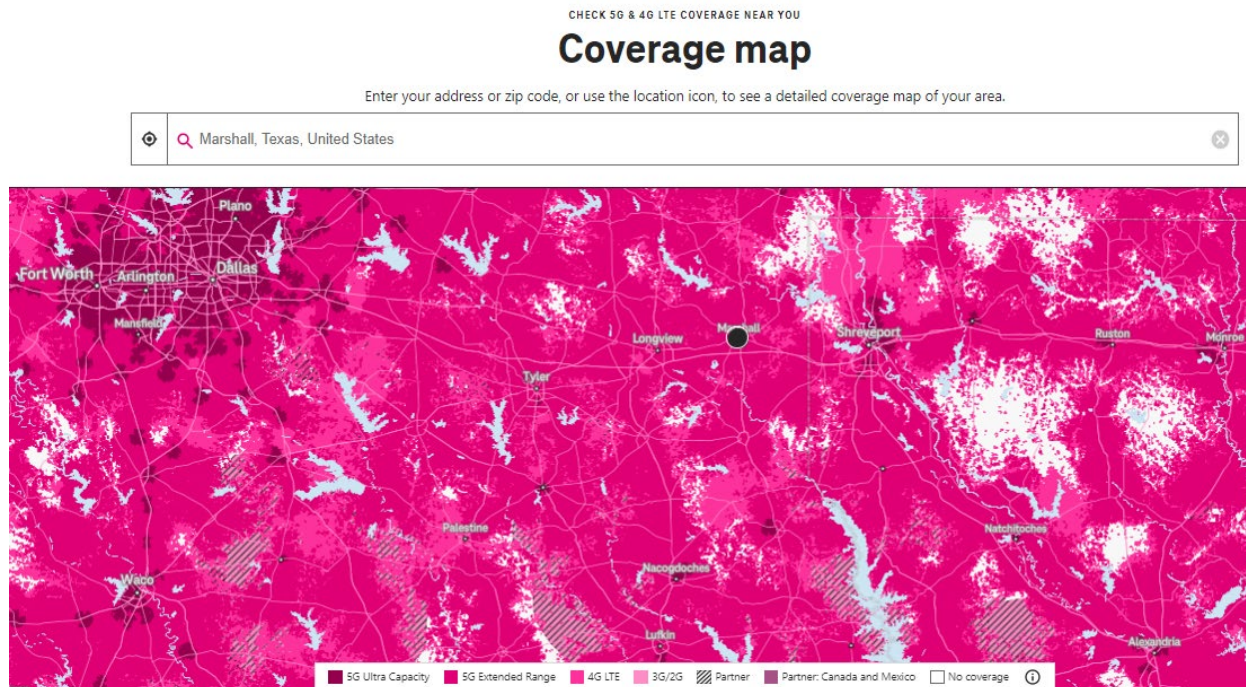 CHECK 5G & 4G LTE COVERAGE NEAR YOU
Coverage map
Enter your address or zip code, or use the location icon, to see a detailed coverage map of your area.
Marshall, Texas, United States
Plano
Fort Worth
Arlington
Dallas
Mansfield
Longview
Marshall
Shreveport
Ruston
Monroe
Tyler
Palestine
Natchitoches
Waco
Nacogdoches
Lufkin
Alexandria
5G Ultra Capacity 5G Extended Range 4G LTE 3G/2G Partner Partner: Canada and Mexico No coverage